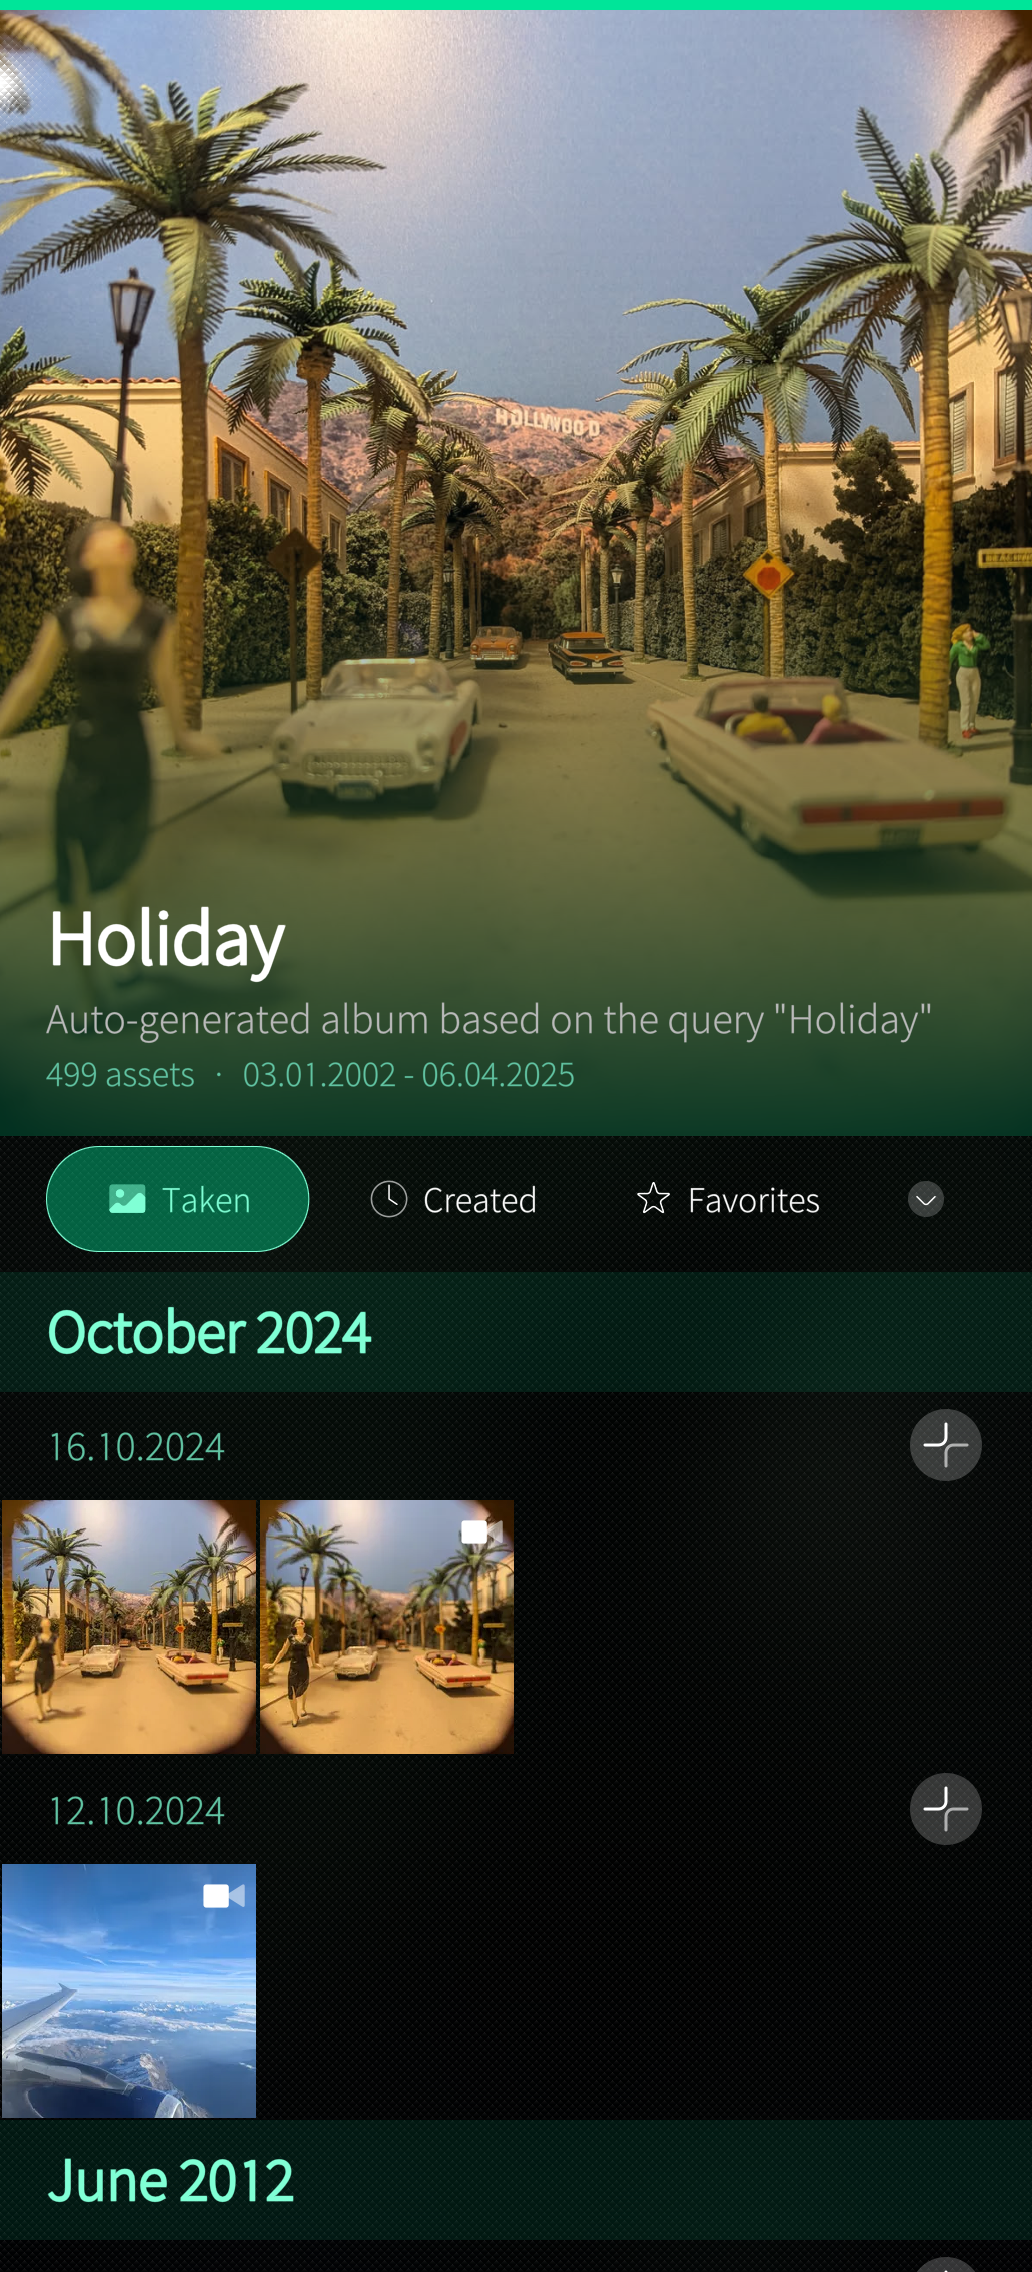 HOLLYWOOD
Holiday
Auto-generated album based on the query "Holiday"
499 assets · 03.01.2002 - 06.04.2025
Taken Created Favorites
October 2024
16.10.2024
12.10.2024
June 2012